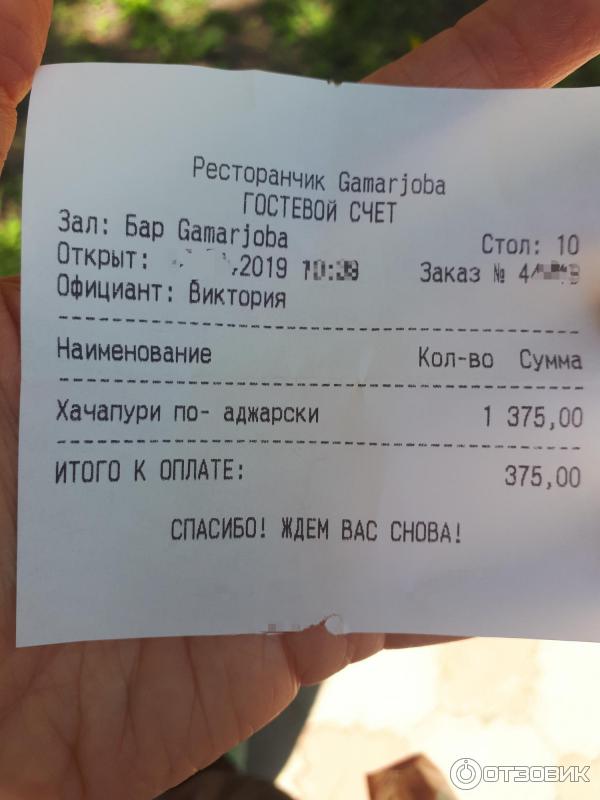 Ресторанчик Gamarjoba
ГОСТЕВОЙ СЧЕТ
Зал: Бар Gamarjoba Стол: 10
Открыт: 2019 Заказ №
Официант: Виктория
Наименование Кол-во Сумма
Хачапури по- аджарски 1 375,00
ИТОГО К ОПЛАТЕ: 375,00
СПАСИБО! ЖДЕМ ВАС СНОВА!
ОТЗОВИК